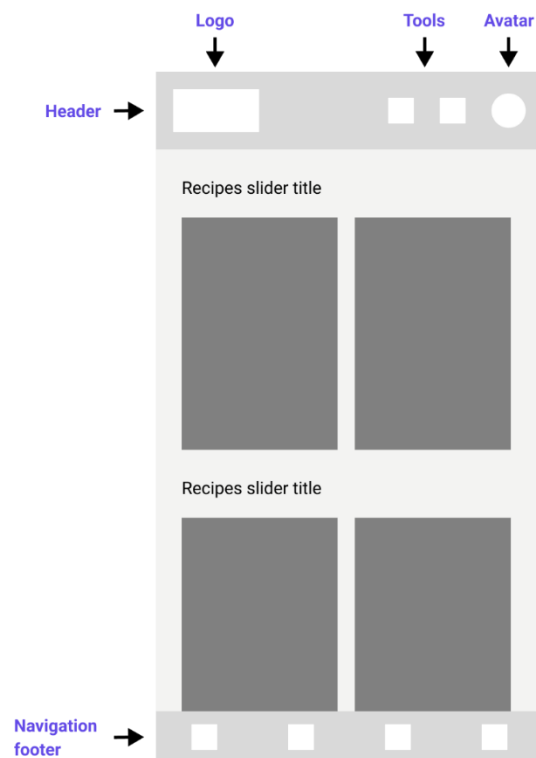 Logo
Tools
Avatar
Header
Recipes slider title
Recipes slider title
Navigation
footer